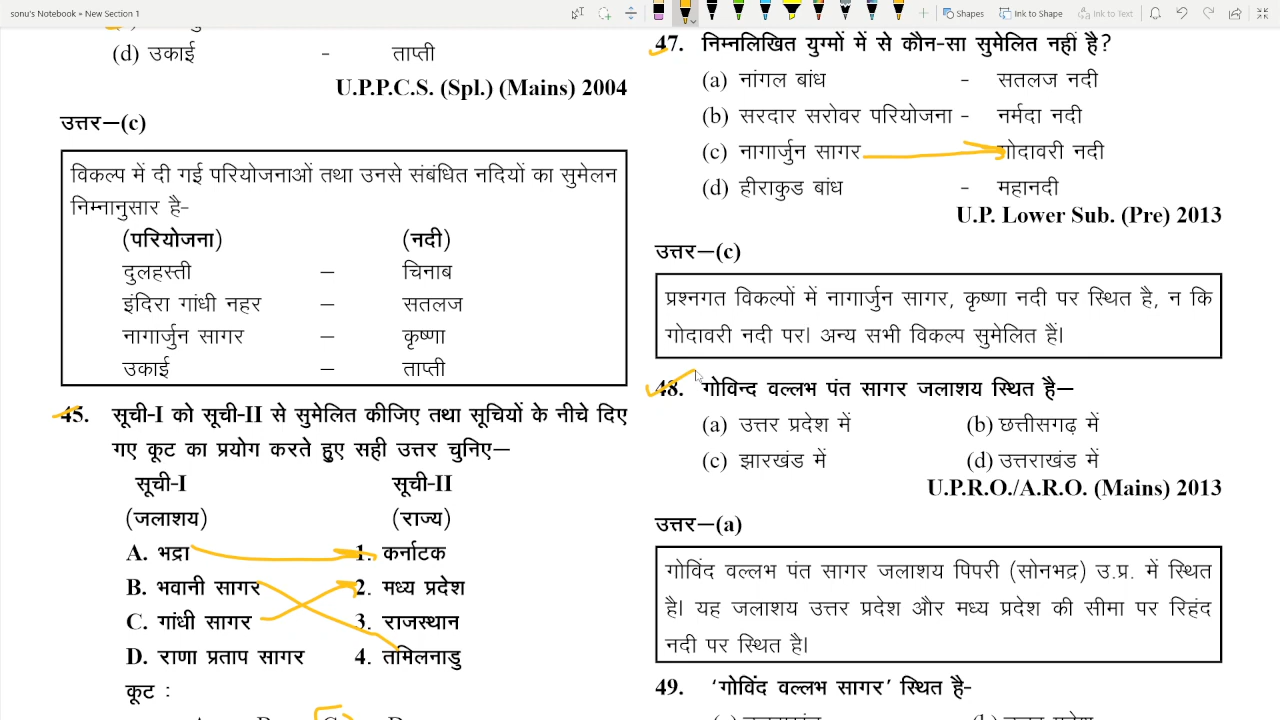 sonu's Notebook » New Section 1
Shapes
Ink to Shape
Ink to Text
(d) उकाई - ताप्ती
U.P.P.C.S. (Spl.) (Mains) 2004
उत्तर—(c)
विकल्प में दी गई परियोजनाओं तथा उनसे संबंधित नदियों का सुमेलन
निम्नानुसार है-
(परियोजना) (नदी)
दुलहस्ती – चिनाब
इंदिरा गांधी नहर – सतलज
नागार्जुन सागर – कृष्णा
उकाई – ताप्ती
45. सूची-I को सूची-II से सुमेलित कीजिए तथा सूचियों के नीचे दिए
गए कूट का प्रयोग करते हुए सही उत्तर चुनिए—
सूची-I सूची-II
(जलाशय) (राज्य)
A. भद्रा 1. कर्नाटक
B. भवानी सागर 2. मध्य प्रदेश
C. गांधी सागर 3. राजस्थान
D. राणा प्रताप सागर 4. तमिलनाडु
कूट :
47. निम्नलिखित युग्मों में से कौन-सा सुमेलित नहीं है?
(a) नांगल बांध - सतलज नदी
(b) सरदार सरोवर परियोजना - नर्मदा नदी
(c) नागार्जुन सागर गोदावरी नदी
(d) हीराकुड बांध - महानदी
U.P. Lower Sub. (Pre) 2013
उत्तर—(c)
प्रश्नगत विकल्पों में नागार्जुन सागर, कृष्णा नदी पर स्थित है, न कि
गोदावरी नदी पर। अन्य सभी विकल्प सुमेलित हैं।
48. गोविन्द वल्लभ पंत सागर जलाशय स्थित है—
(a) उत्तर प्रदेश में (b) छत्तीसगढ़ में
(c) झारखंड में (d) उत्तराखंड में
U.P.R.O./A.R.O. (Mains) 2013
उत्तर—(a)
गोविंद वल्लभ पंत सागर जलाशय पिपरी (सोनभद्र) उ.प्र. में स्थित
है। यह जलाशय उत्तर प्रदेश और मध्य प्रदेश की सीमा पर रिहंद
नदी पर स्थित है।
49. 'गोविंद वल्लभ सागर' स्थित है-